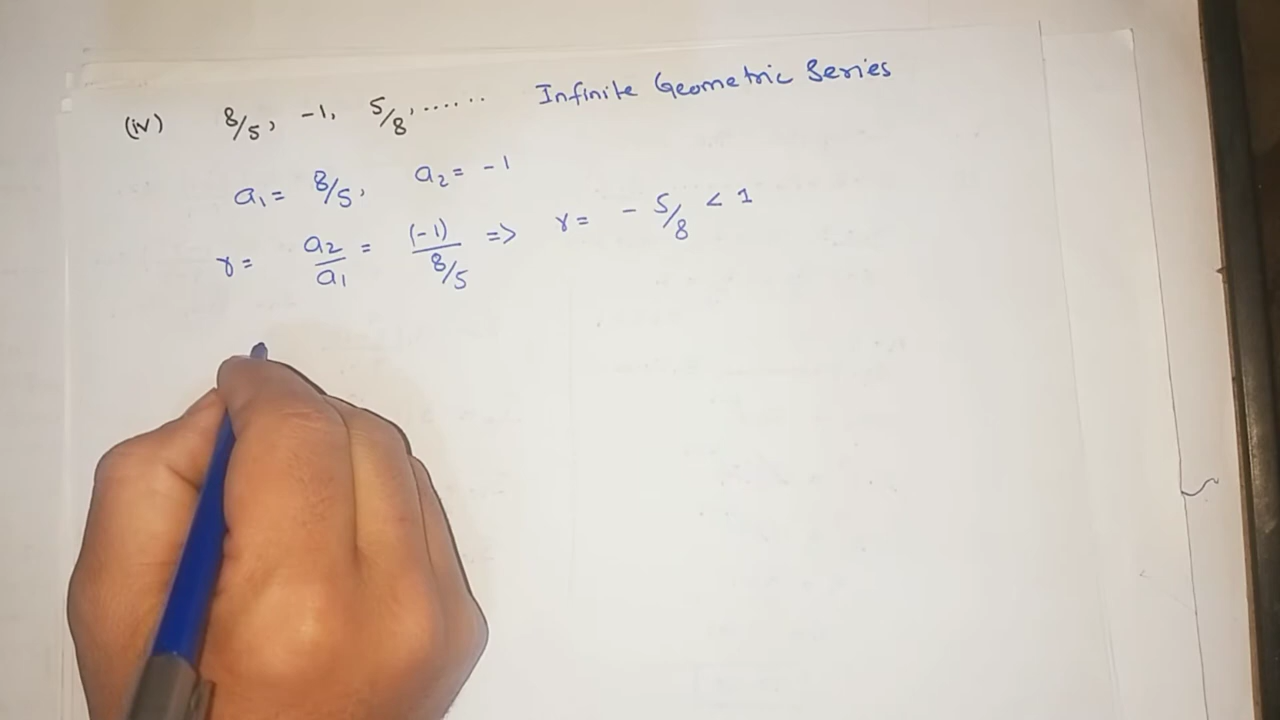 (iv) 8/5, -1, 5/8, ...... Infinite Geometric Series
a₁ = 8/5, a₂ = -1
r = a₂/a₁ = (-1)/8/5 => r = - 5/8 < 1